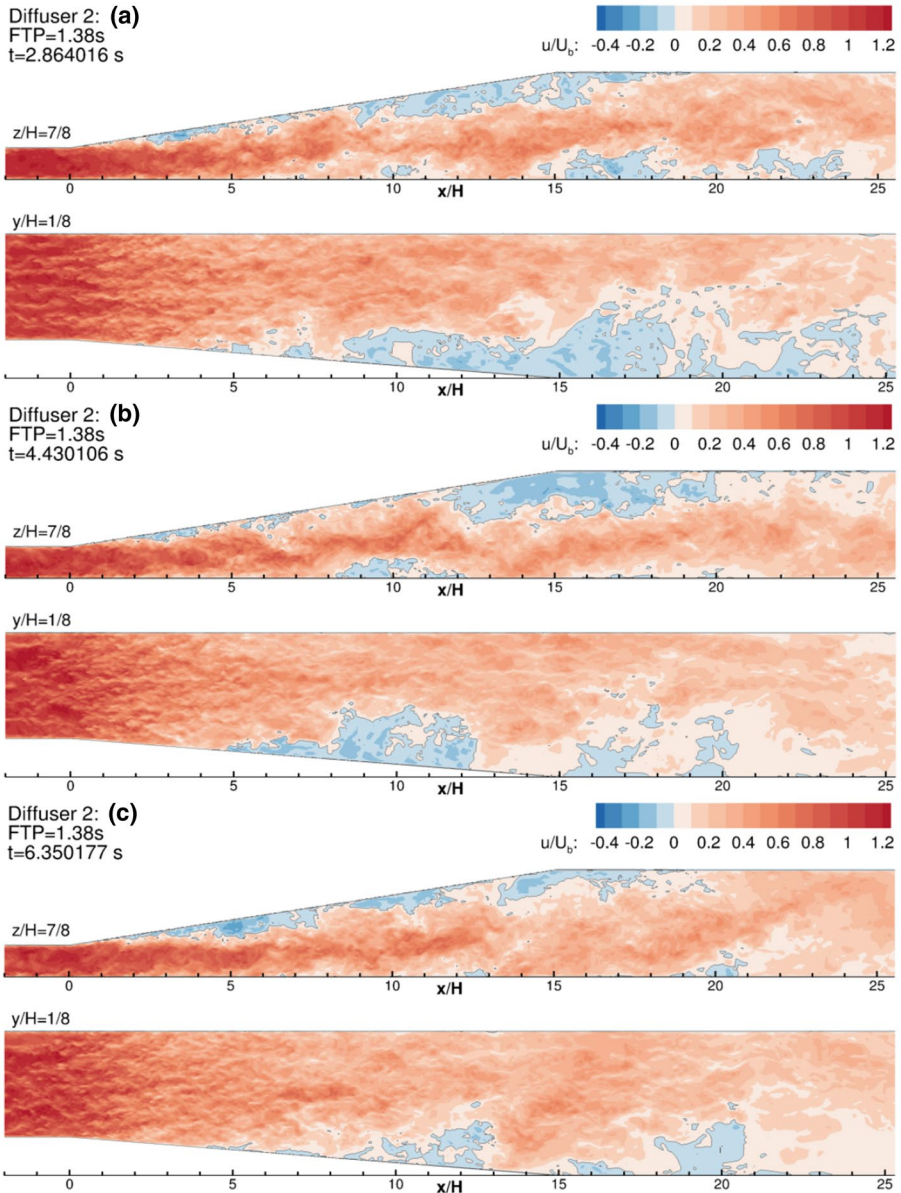 Diffuser 2: (a)
FTP=1.38s
t=2.864016 s
u/U_b: -0.4 -0.2 0 0.2 0.4 0.6 0.8 1 1.2
z/H=7/8
0 5 10 15 20 25
x/H
y/H=1/8
0 5 10 15 20 25
x/H
Diffuser 2: (b)
FTP=1.38s
t=4.430106 s
u/U_b: -0.4 -0.2 0 0.2 0.4 0.6 0.8 1 1.2
z/H=7/8
0 5 10 15 20 25
x/H
y/H=1/8
0 5 10 15 20 25
x/H
Diffuser 2: (c)
FTP=1.38s
t=6.350177 s
u/U_b: -0.4 -0.2 0 0.2 0.4 0.6 0.8 1 1.2
z/H=7/8
0 5 10 15 20 25
x/H
y/H=1/8
0 5 10 15 20 25
x/H